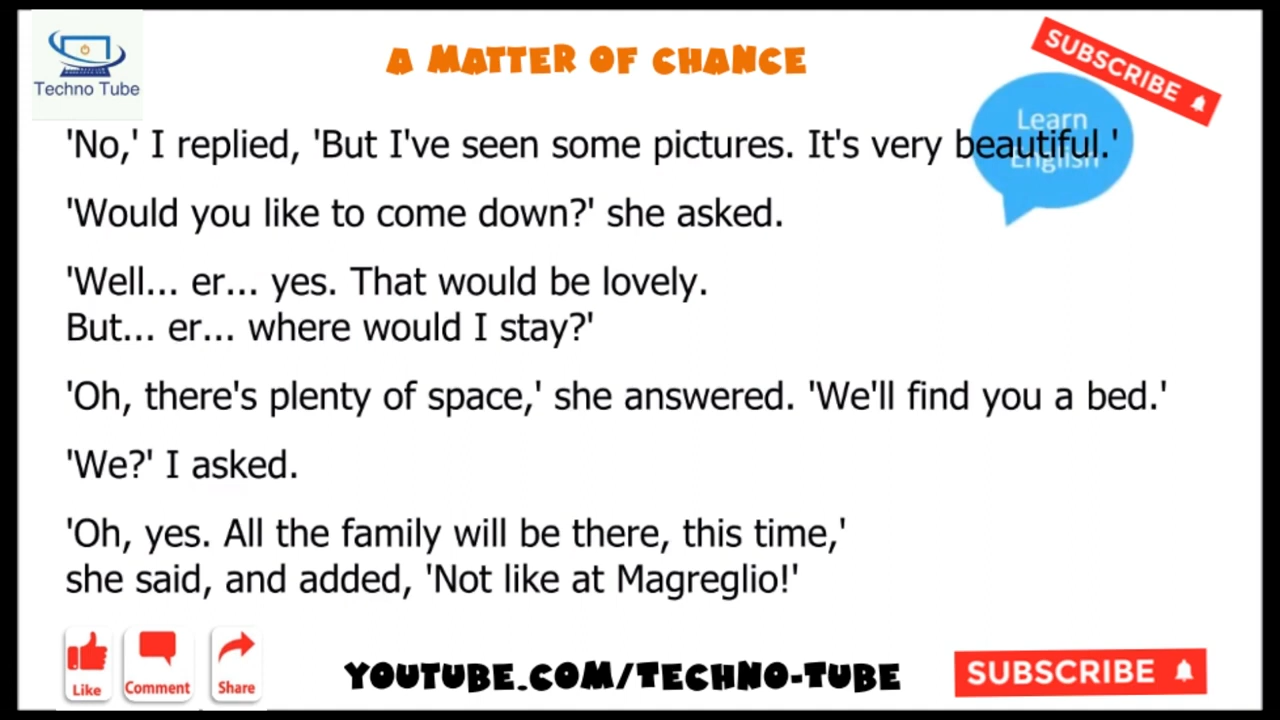 Techno Tube
A MATTER OF CHANCE
SUBSCRIBE
Learn
English
'No,' I replied, 'But I've seen some pictures. It's very beautiful.'
'Would you like to come down?' she asked.
'Well... er... yes. That would be lovely.
But... er... where would I stay?'
'Oh, there's plenty of space,' she answered. 'We'll find you a bed.'
'We?' I asked.
'Oh, yes. All the family will be there, this time,'
she said, and added, 'Not like at Magreglio!'
Like
Comment
Share
YOUTUBE.COM/TECHNO-TUBE
SUBSCRIBE